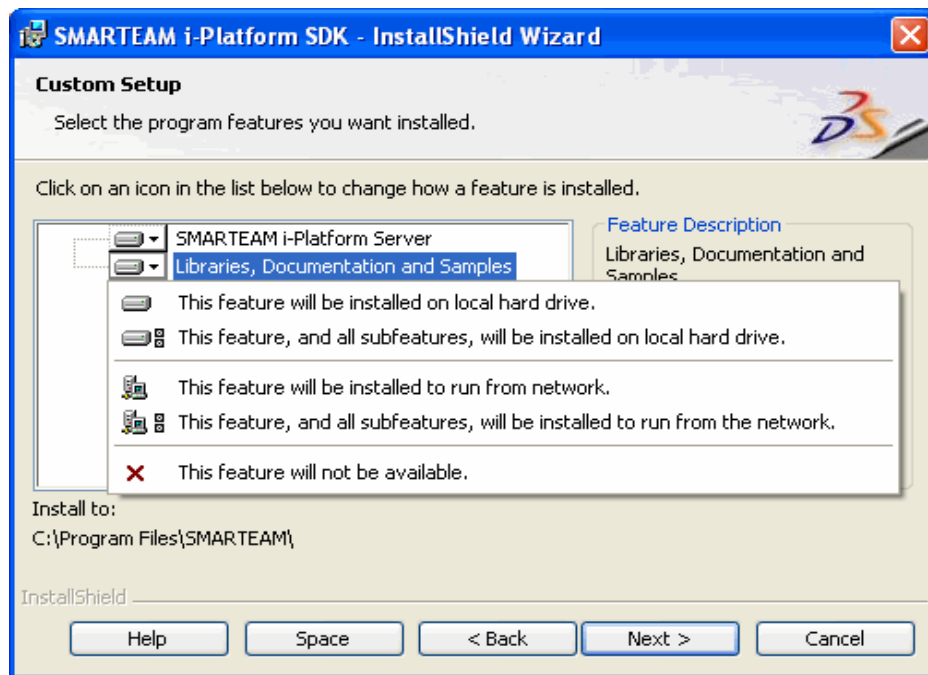 SMARTEAM i-Platform SDK - InstallShield Wizard
Custom Setup
Select the program features you want installed.
Click on an icon in the list below to change how a feature is installed.
SMARTEAM i-Platform Server
Libraries, Documentation and Samples
Feature Description
Libraries, Documentation and
Samples
This feature will be installed on local hard drive.
This feature, and all subfeatures, will be installed on local hard drive.
This feature will be installed to run from network.
This feature, and all subfeatures, will be installed to run from the network.
This feature will not be available.
Install to:
C:\Program Files\SMARTEAM\
InstallShield
Help
Space
< Back
Next >
Cancel